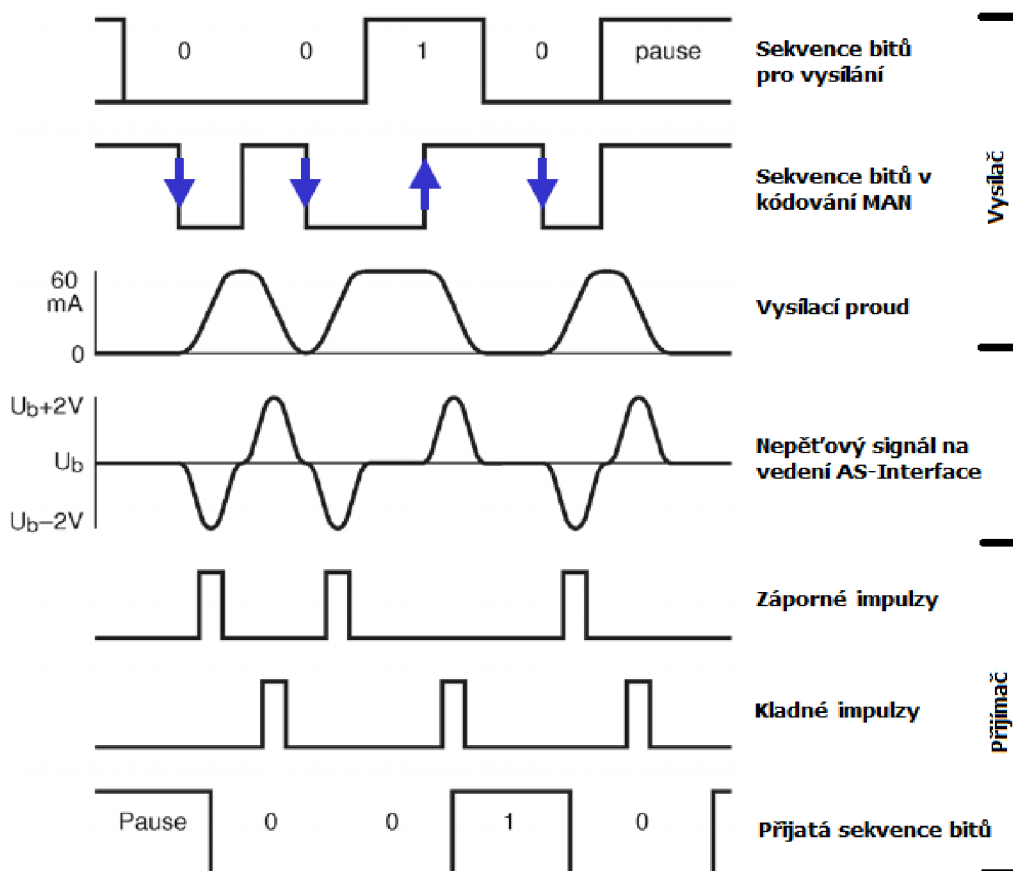 0 0 1 0 pause
Sekvence bitů
pro vysílání
Sekvence bitů v
kódování MAN
Vysílač
60
mA
0
Vysílací proud
Ub+2V
Ub
Ub–2V
Nepěťový signál na
vedení AS-Interface
Záporné impulzy
Kladné impulzy
Přijímač
Pause 0 0 1 0
Přijatá sekvence bitů